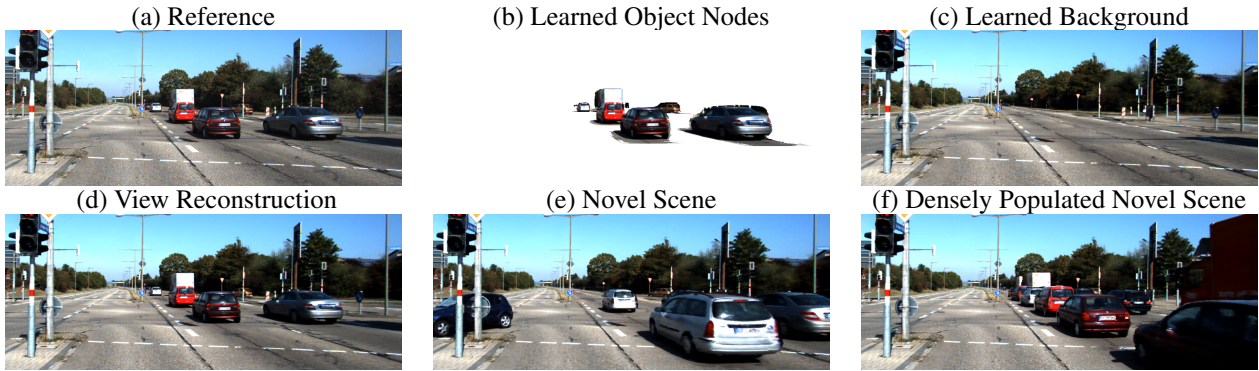 (a) Reference
(b) Learned Object Nodes
(c) Learned Background
(d) View Reconstruction
(e) Novel Scene
(f) Densely Populated Novel Scene